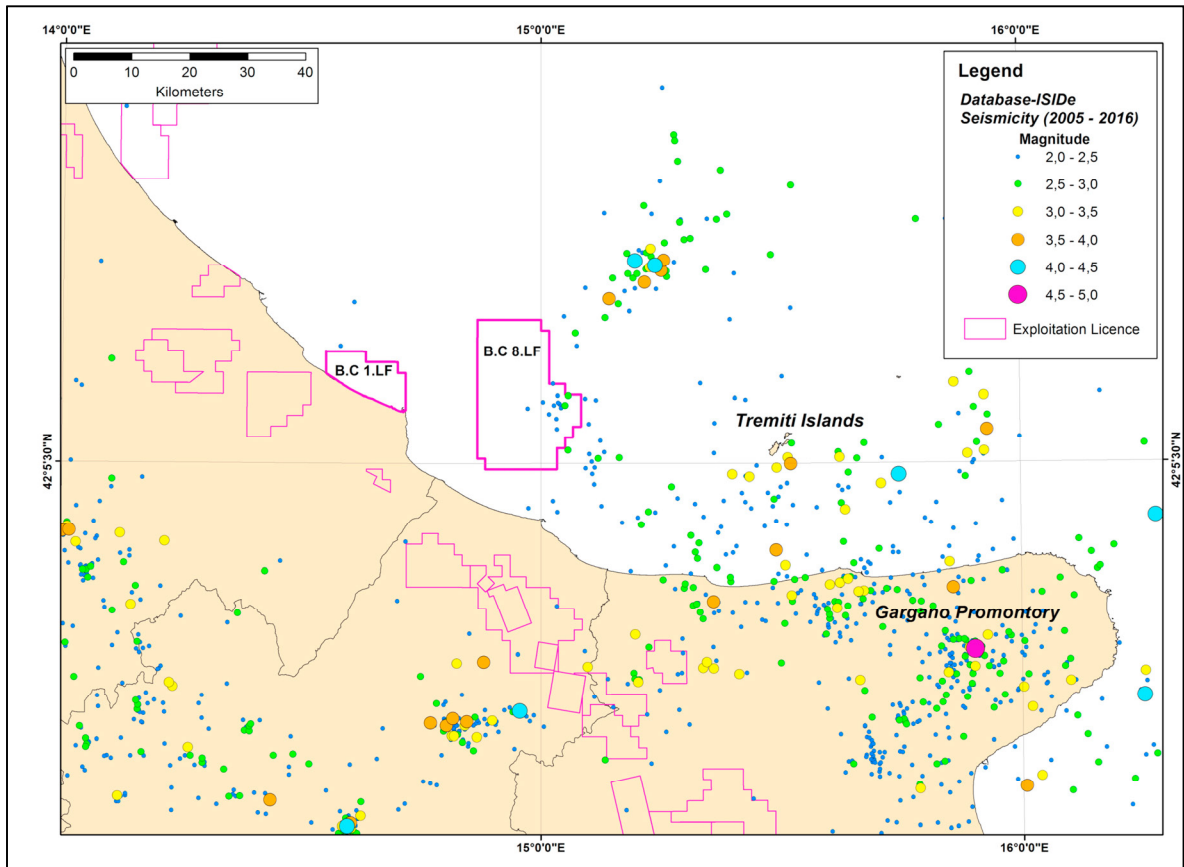 14°0'0"E
15°0'0"E
16°0'0"E
0 10 20 30 40
Kilometers
Legend
Database-ISIDe
Seismicity (2005 - 2016)
Magnitude
2,0 - 2,5
2,5 - 3,0
3,0 - 3,5
3,5 - 4,0
4,0 - 4,5
4,5 - 5,0
Exploitation Licence
B.C 8.LF
B.C 1.LF
Tremiti Islands
42°5'30"N
42°5'30"N
Gargano Promontory
15°0'0"E
16°0'0"E